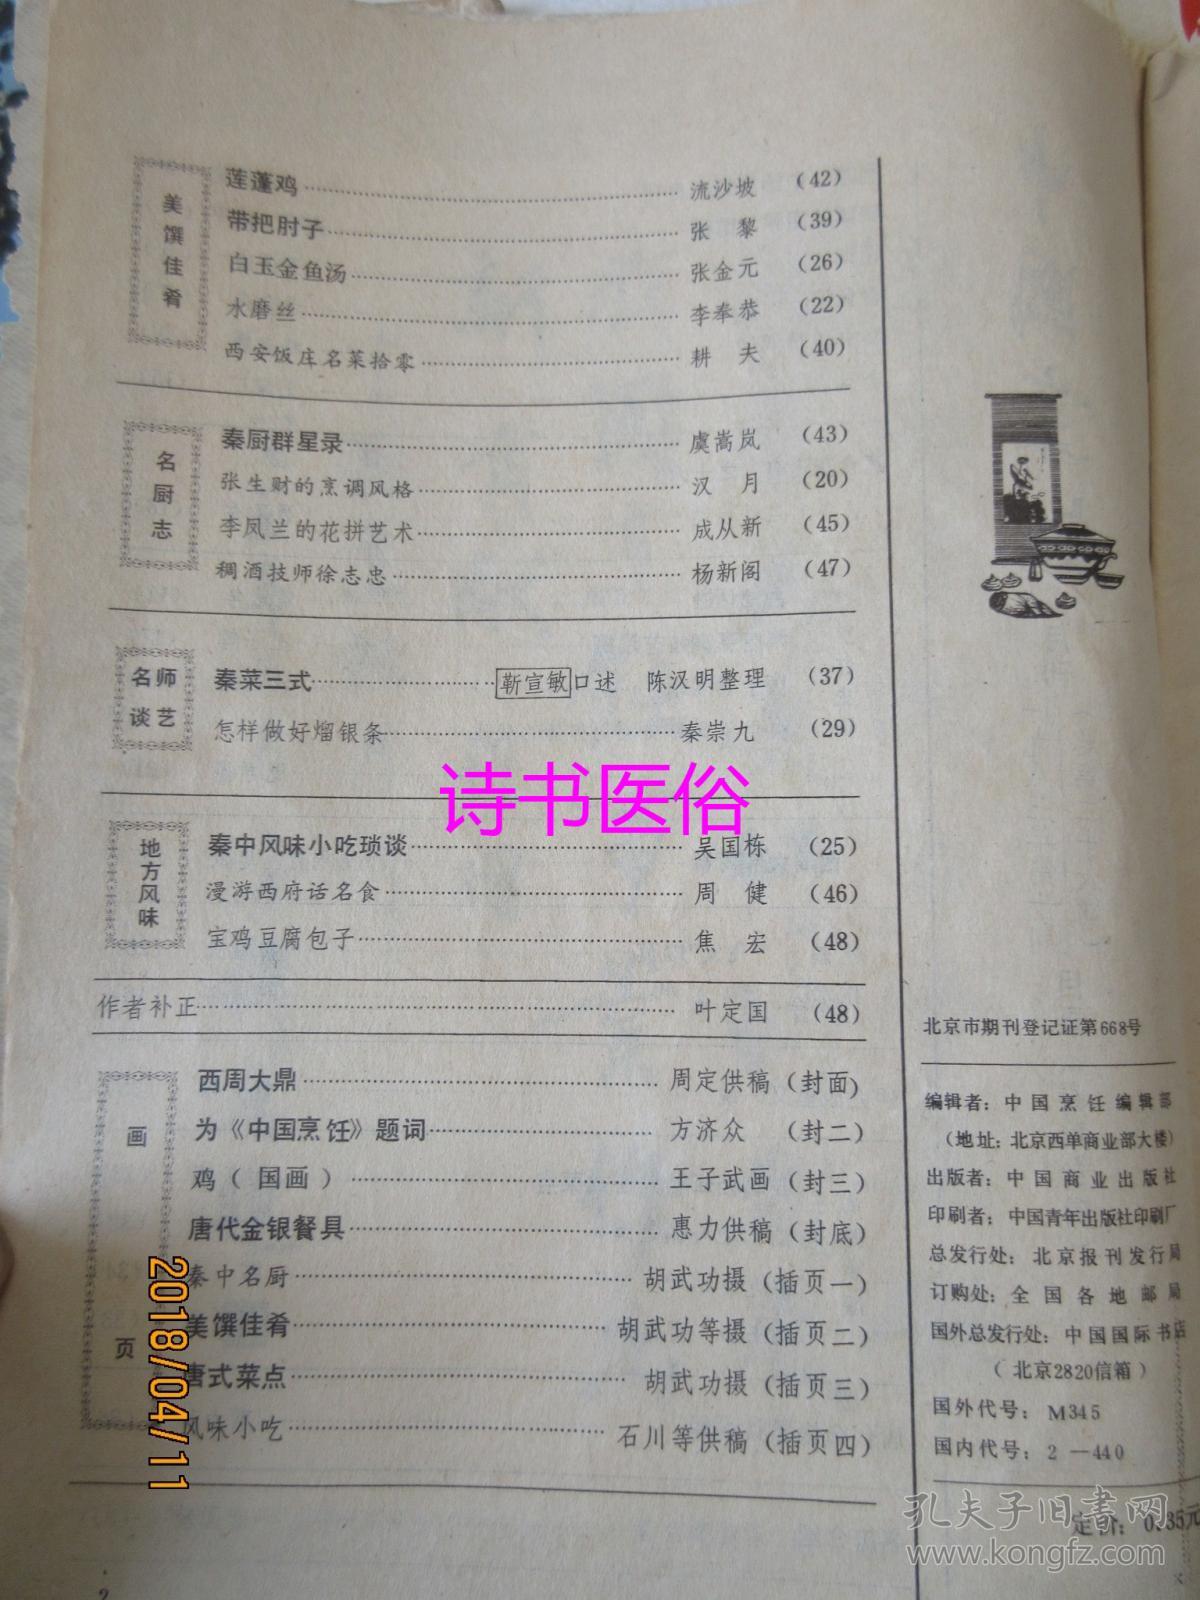 美馔佳肴
莲蓬鸡 流沙坡 (42)
带把肘子 张 黎 (39)
白玉金鱼汤 张金元 (26)
水磨丝 李奉恭 (22)
西安饭庄名菜拾零 耕 夫 (40)
名厨志
秦厨群星录 虞嵩岚 (43)
张生财的烹调风格 汉 月 (20)
李凤兰的花拼艺术 成从新 (45)
稠酒技师徐志忠 杨新阁 (47)
名师谈艺
秦菜三式 靳宣敏口述 陈汉明整理 (37)
怎样做好熘银条 秦崇九 (29)
诗书医俗
地方风味
秦中风味小吃琐谈 吴国栋 (25)
漫游西府话名食 周 健 (46)
宝鸡豆腐包子 焦 宏 (48)
作者补正 叶定国 (48)
画页
西周大鼎 周定供稿 (封面)
为《中国烹饪》题词 方济众 (封二)
鸡(国画) 王子武画 (封三)
唐代金银餐具 惠力供稿 (封底)
秦中名厨 胡武功摄 (插页一)
美馔佳肴 胡武功等摄 (插页二)
唐式菜点 胡武功摄 (插页三)
风味小吃 石川等供稿 (插页四)
2
北京市期刊登记证第668号
编辑者: 中国烹饪编辑部
(地址: 北京西单商业部大楼)
出版者: 中国商业出版社
印刷者: 中国青年出版社印刷厂
总发行处: 北京报刊发行局
订购处: 全国各地邮局
国外总发行处: 中国国际书店
(北京2820信箱)
国外代号: M345
国内代号: 2—440
定价: 0.35元
2018/04/11
孔夫子旧书网
www.kongfz.com